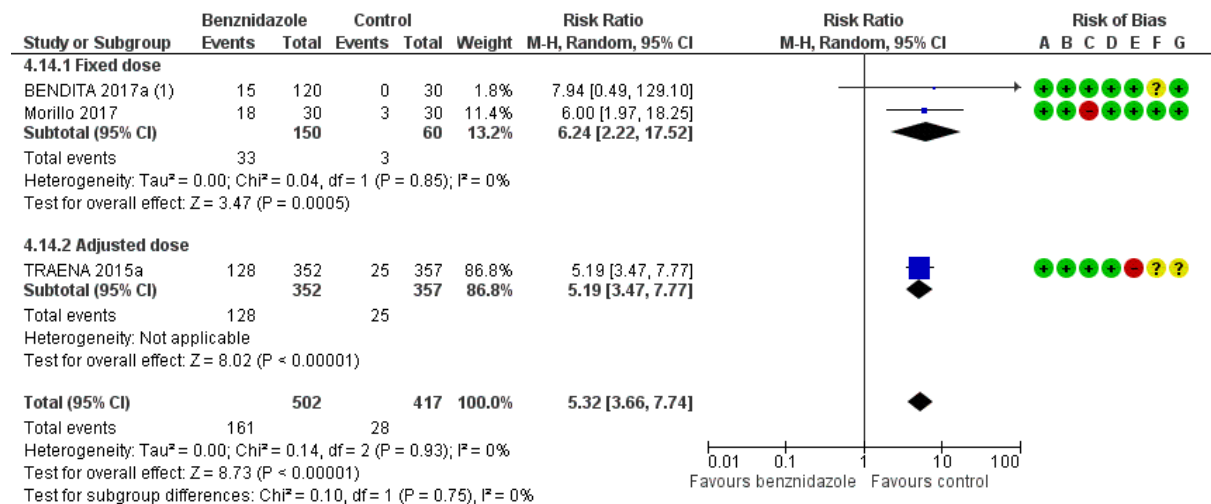 Benznidazole Control Risk Ratio Risk Ratio Risk of Bias
Study or Subgroup Events Total Events Total Weight M-H, Random, 95% CI M-H, Random, 95% CI A B C D E F G
4.14.1 Fixed dose
BENDITA 2017a (1) 15 120 0 30 1.8% 7.94 [0.49, 129.10] + + + + + ? +
Morillo 2017 18 30 3 30 11.4% 6.00 [1.97, 18.25] + + − + + + +
Subtotal (95% CI) 150 60 13.2% 6.24 [2.22, 17.52]
Total events 33 3
Heterogeneity: Tau² = 0.00; Chi² = 0.04, df = 1 (P = 0.85); I² = 0%
Test for overall effect: Z = 3.47 (P = 0.0005)
4.14.2 Adjusted dose
TRAENA 2015a 128 352 25 357 86.8% 5.19 [3.47, 7.77] + + + + − ? ?
Subtotal (95% CI) 352 357 86.8% 5.19 [3.47, 7.77]
Total events 128 25
Heterogeneity: Not applicable
Test for overall effect: Z = 8.02 (P < 0.00001)
Total (95% CI) 502 417 100.0% 5.32 [3.66, 7.74]
Total events 161 28
Heterogeneity: Tau² = 0.00; Chi² = 0.14, df = 2 (P = 0.93); I² = 0%
Test for overall effect: Z = 8.73 (P < 0.00001)
Test for subgroup differences: Chi² = 0.10, df = 1 (P = 0.75), I² = 0%
0.01 0.1 1 10 100
Favours benznidazole Favours control